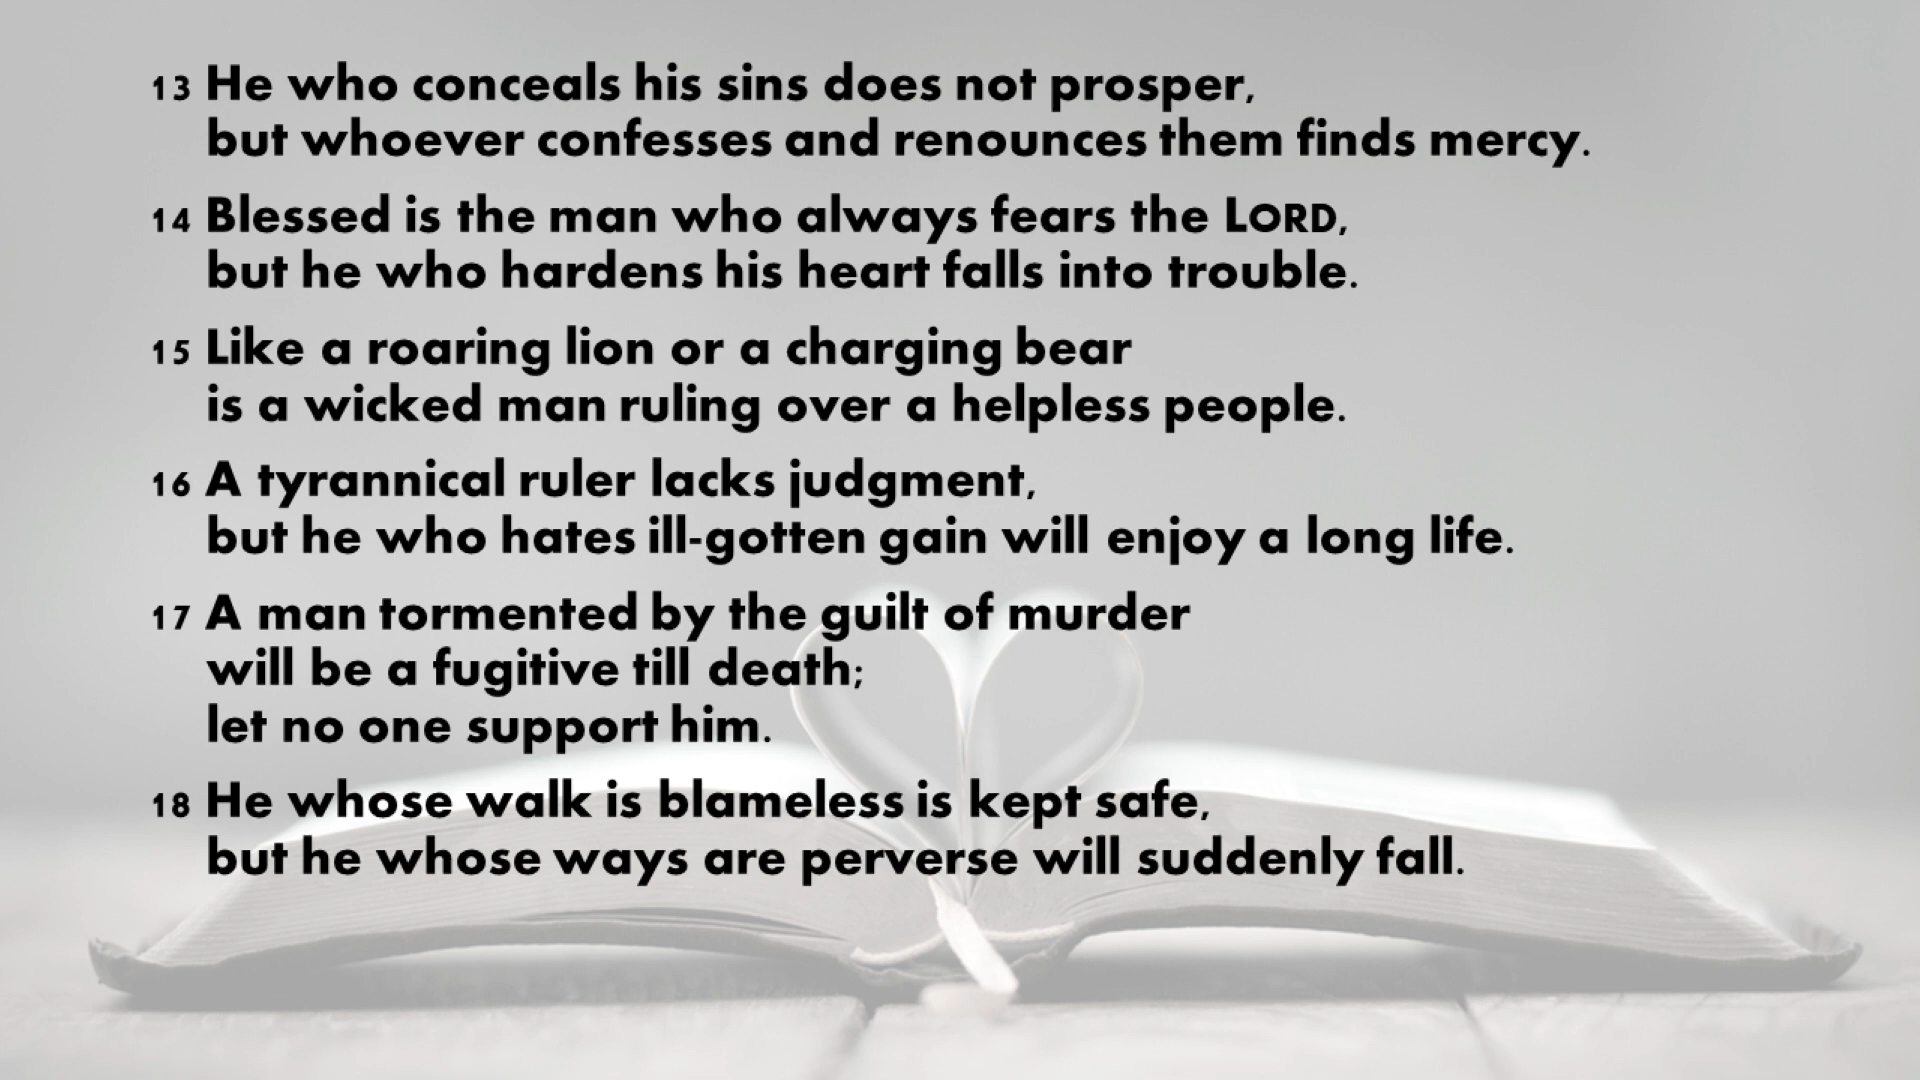 13 He who conceals his sins does not prosper,
but whoever confesses and renounces them finds mercy.
14 Blessed is the man who always fears the LORD,
but he who hardens his heart falls into trouble.
15 Like a roaring lion or a charging bear
is a wicked man ruling over a helpless people.
16 A tyrannical ruler lacks judgment,
but he who hates ill-gotten gain will enjoy a long life.
17 A man tormented by the guilt of murder
will be a fugitive till death;
let no one support him.
18 He whose walk is blameless is kept safe,
but he whose ways are perverse will suddenly fall.